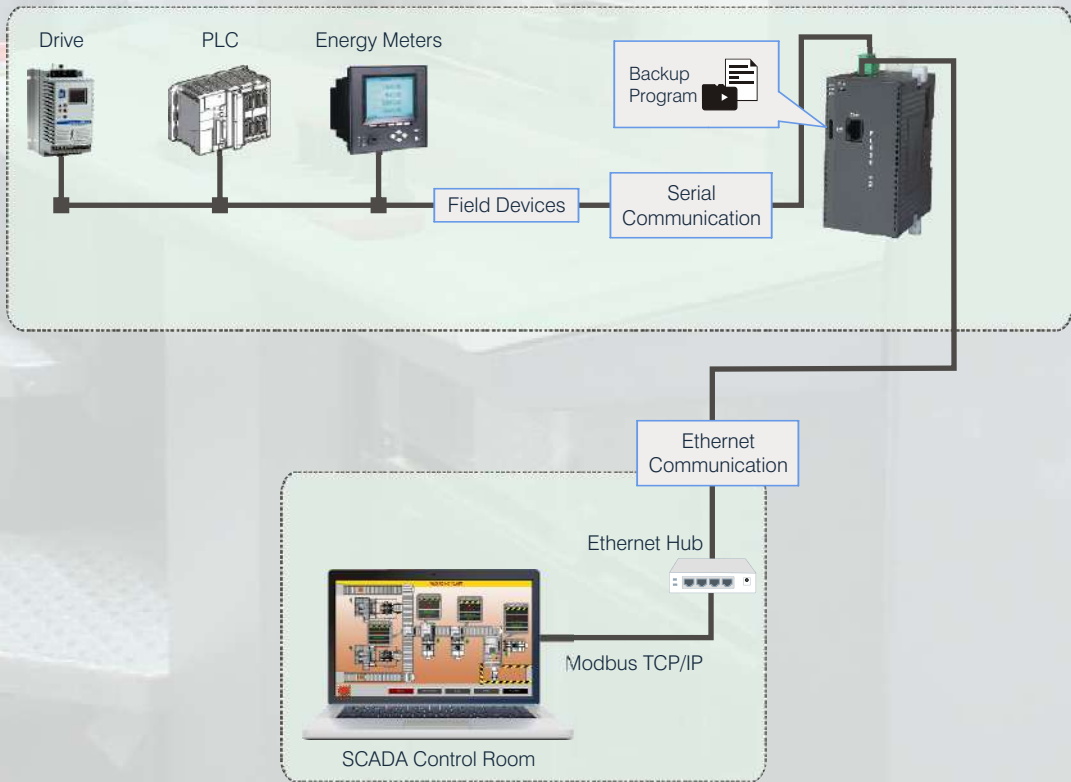 Drive
PLC
Energy Meters
Backup
Program
Field Devices
Serial
Communication
Ethernet
Communication
Ethernet Hub
Modbus TCP/IP
SCADA Control Room